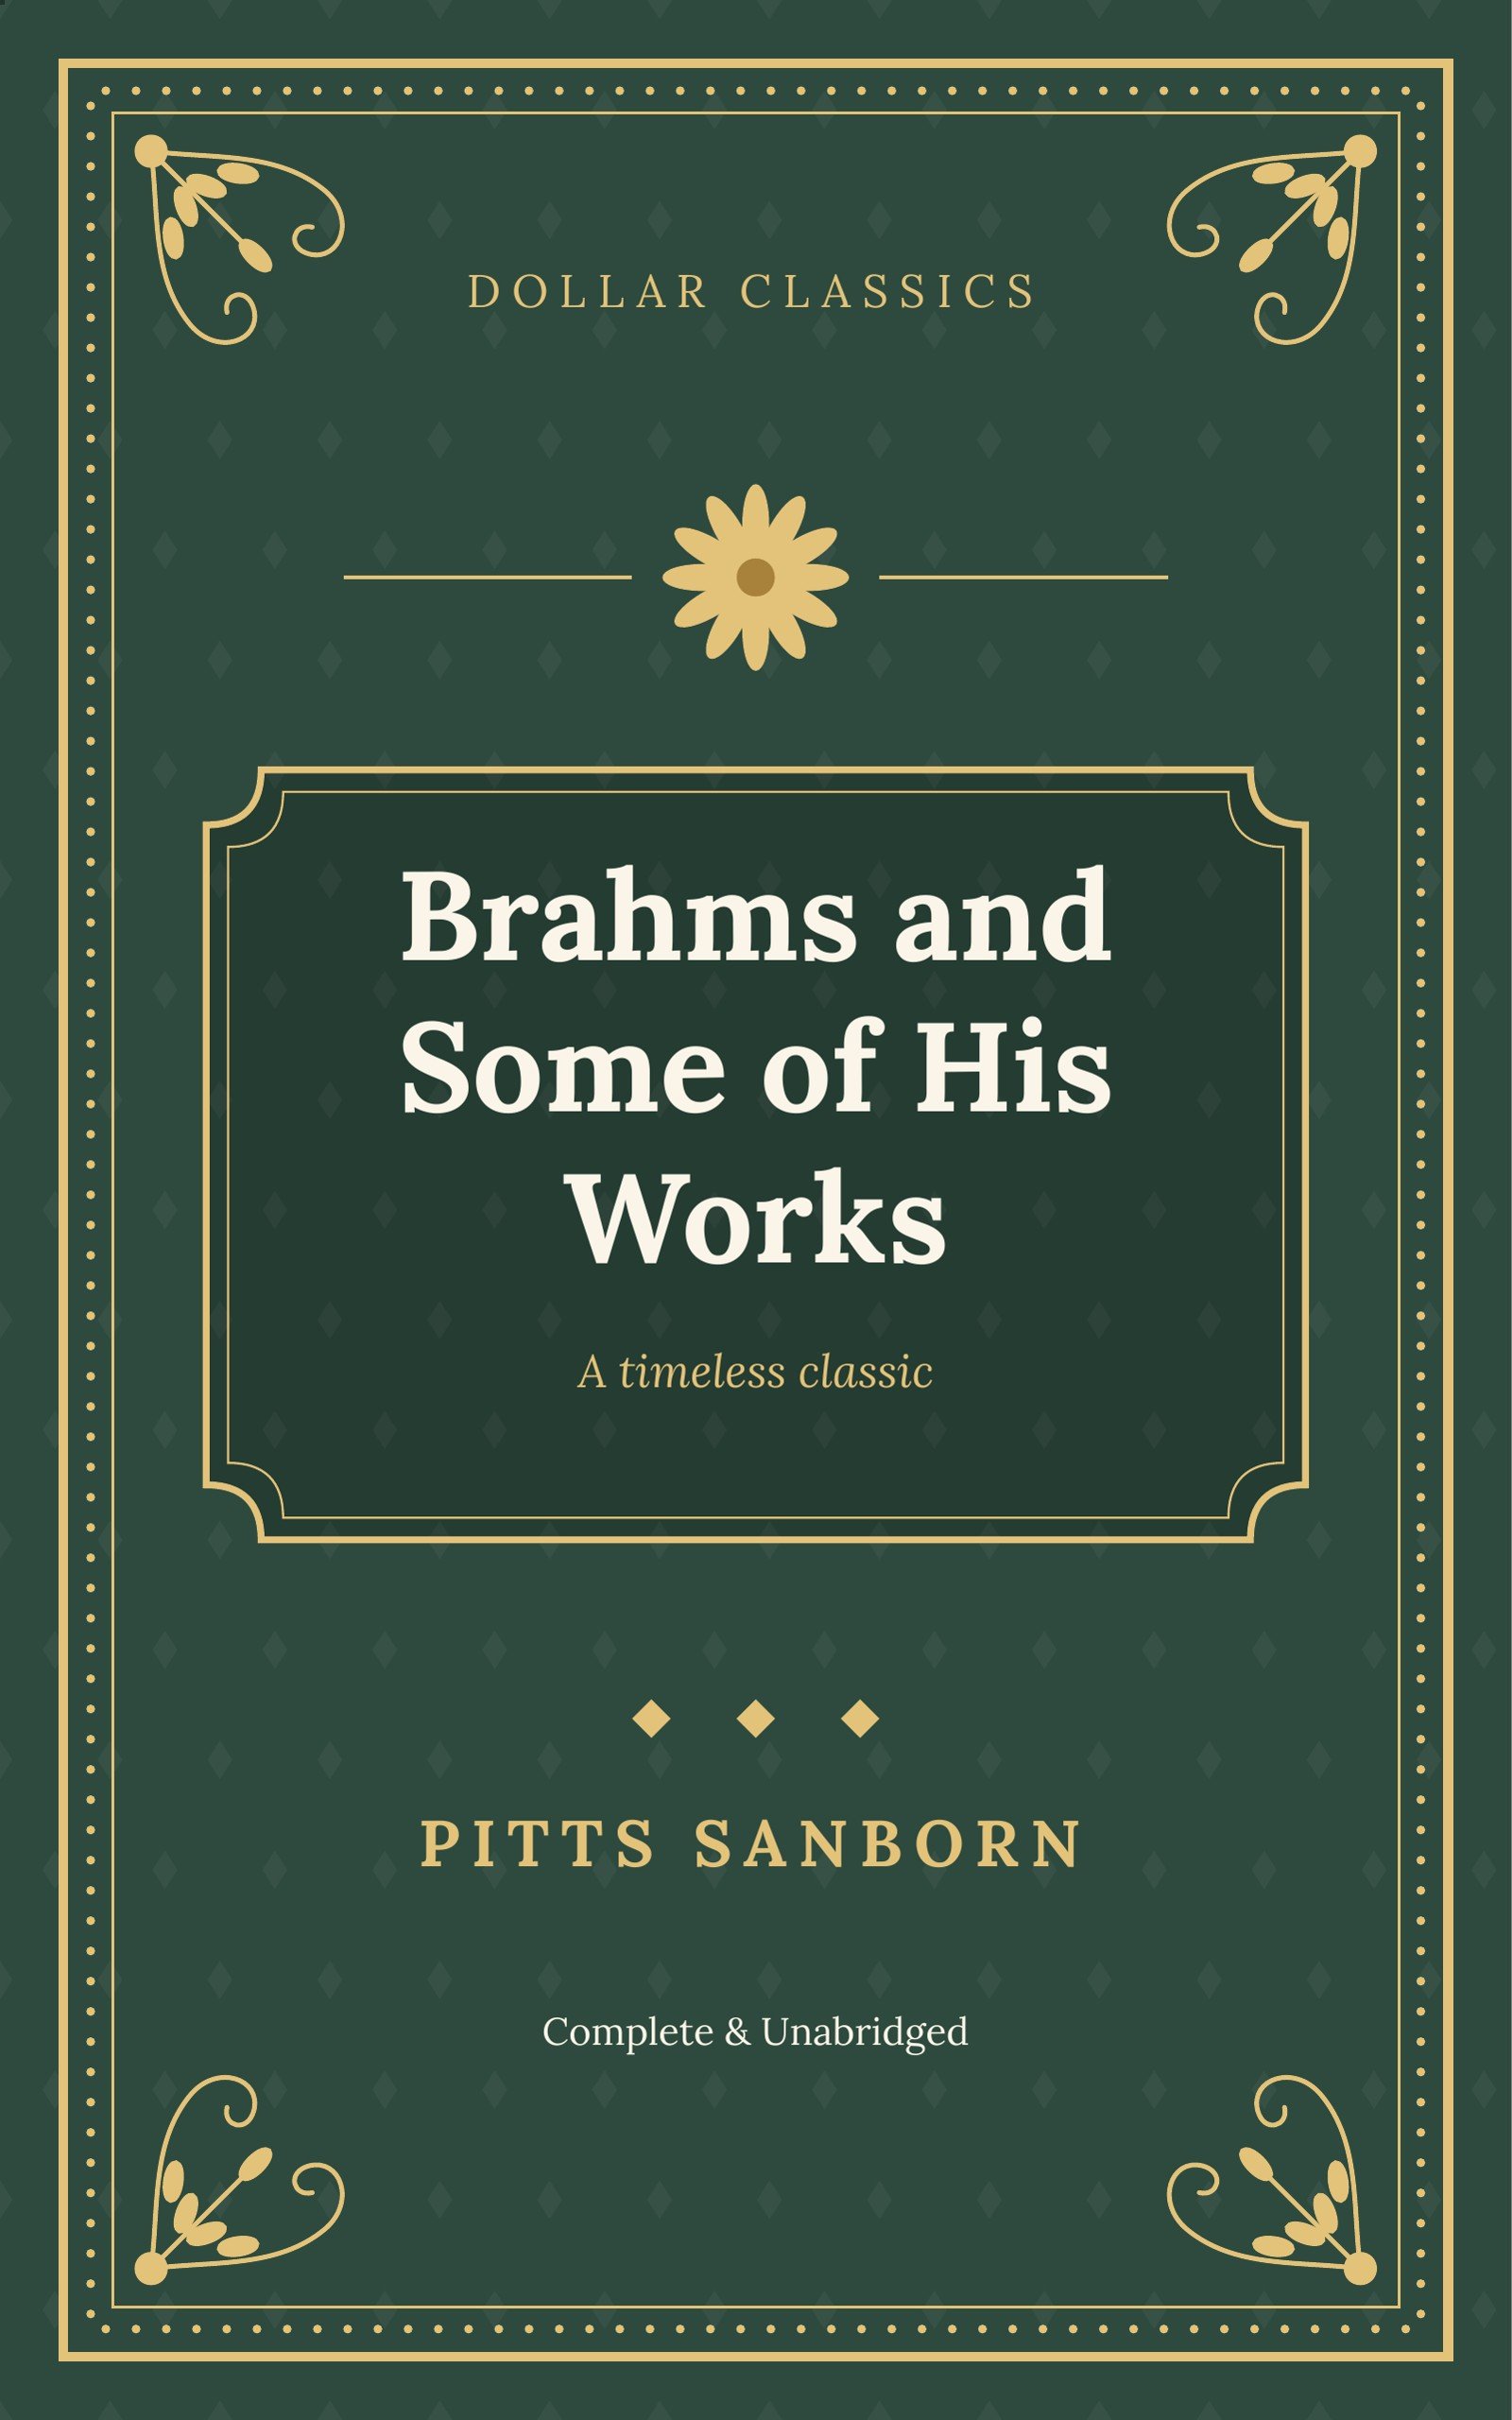 DOLLAR CLASSICS
Brahms and
Some of His
Works
A timeless classic
PITTS SANBORN
Complete & Unabridged